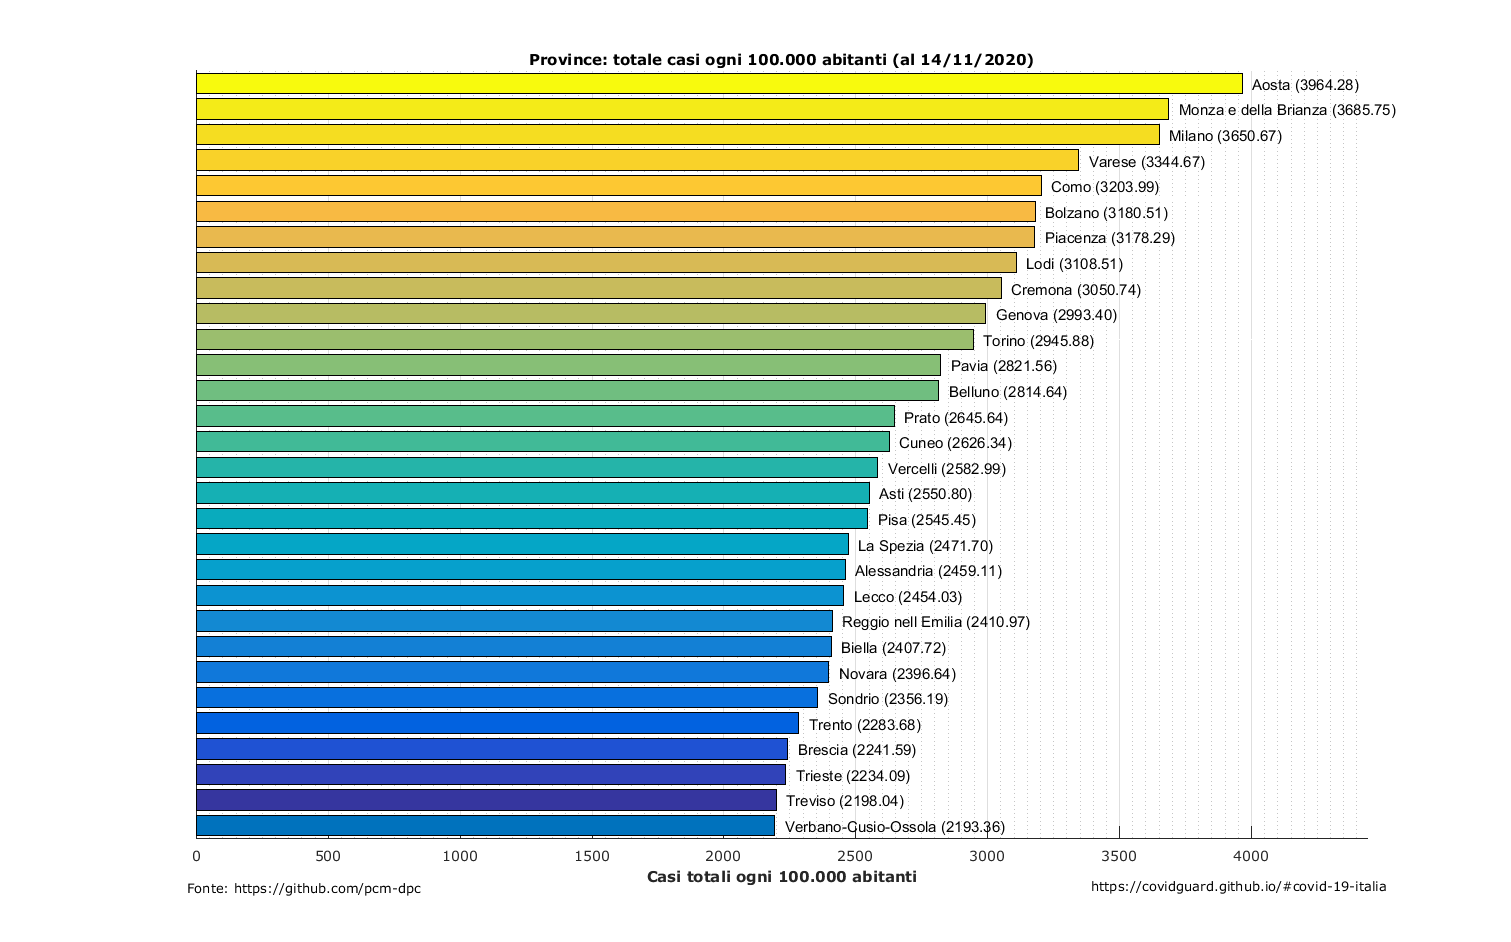 Province: totale casi ogni 100.000 abitanti (al 14/11/2020)
Aosta (3964.28)
Monza e della Brianza (3685.75)
Milano (3650.67)
Varese (3344.67)
Como (3203.99)
Bolzano (3180.51)
Piacenza (3178.29)
Lodi (3108.51)
Cremona (3050.74)
Genova (2993.40)
Torino (2945.88)
Pavia (2821.56)
Belluno (2814.64)
Prato (2645.64)
Cuneo (2626.34)
Vercelli (2582.99)
Asti (2550.80)
Pisa (2545.45)
La Spezia (2471.70)
Alessandria (2459.11)
Lecco (2454.03)
Reggio nell Emilia (2410.97)
Biella (2407.72)
Novara (2396.64)
Sondrio (2356.19)
Trento (2283.68)
Brescia (2241.59)
Trieste (2234.09)
Treviso (2198.04)
Verbano-Cusio-Ossola (2193.36)
0 500 1000 1500 2000 2500 3000 3500 4000
Casi totali ogni 100.000 abitanti
Fonte: https://github.com/pcm-dpc
https://covidguard.github.io/#covid-19-italia